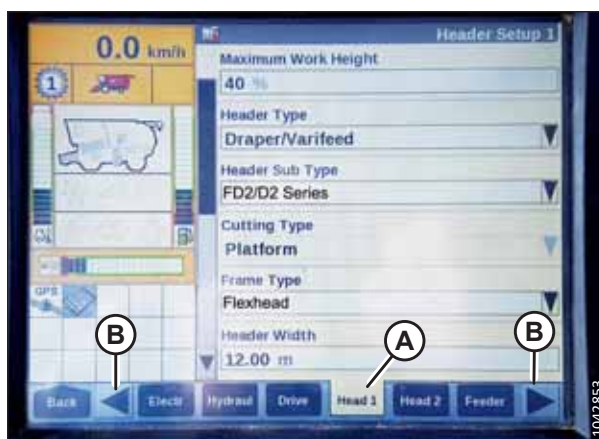 0.0 km/h
Header Setup 1
Maximum Work Height
40 %
1
Header Type
Draper/Varifeed
Header Sub Type
FD2/D2 Series
Cutting Type
Platform
Frame Type
Flexhead
GPS
Header Width
12.00 m
B
A
B
Back
Electr
Hydraul
Drive
Head 1
Head 2
Feeder
1042853